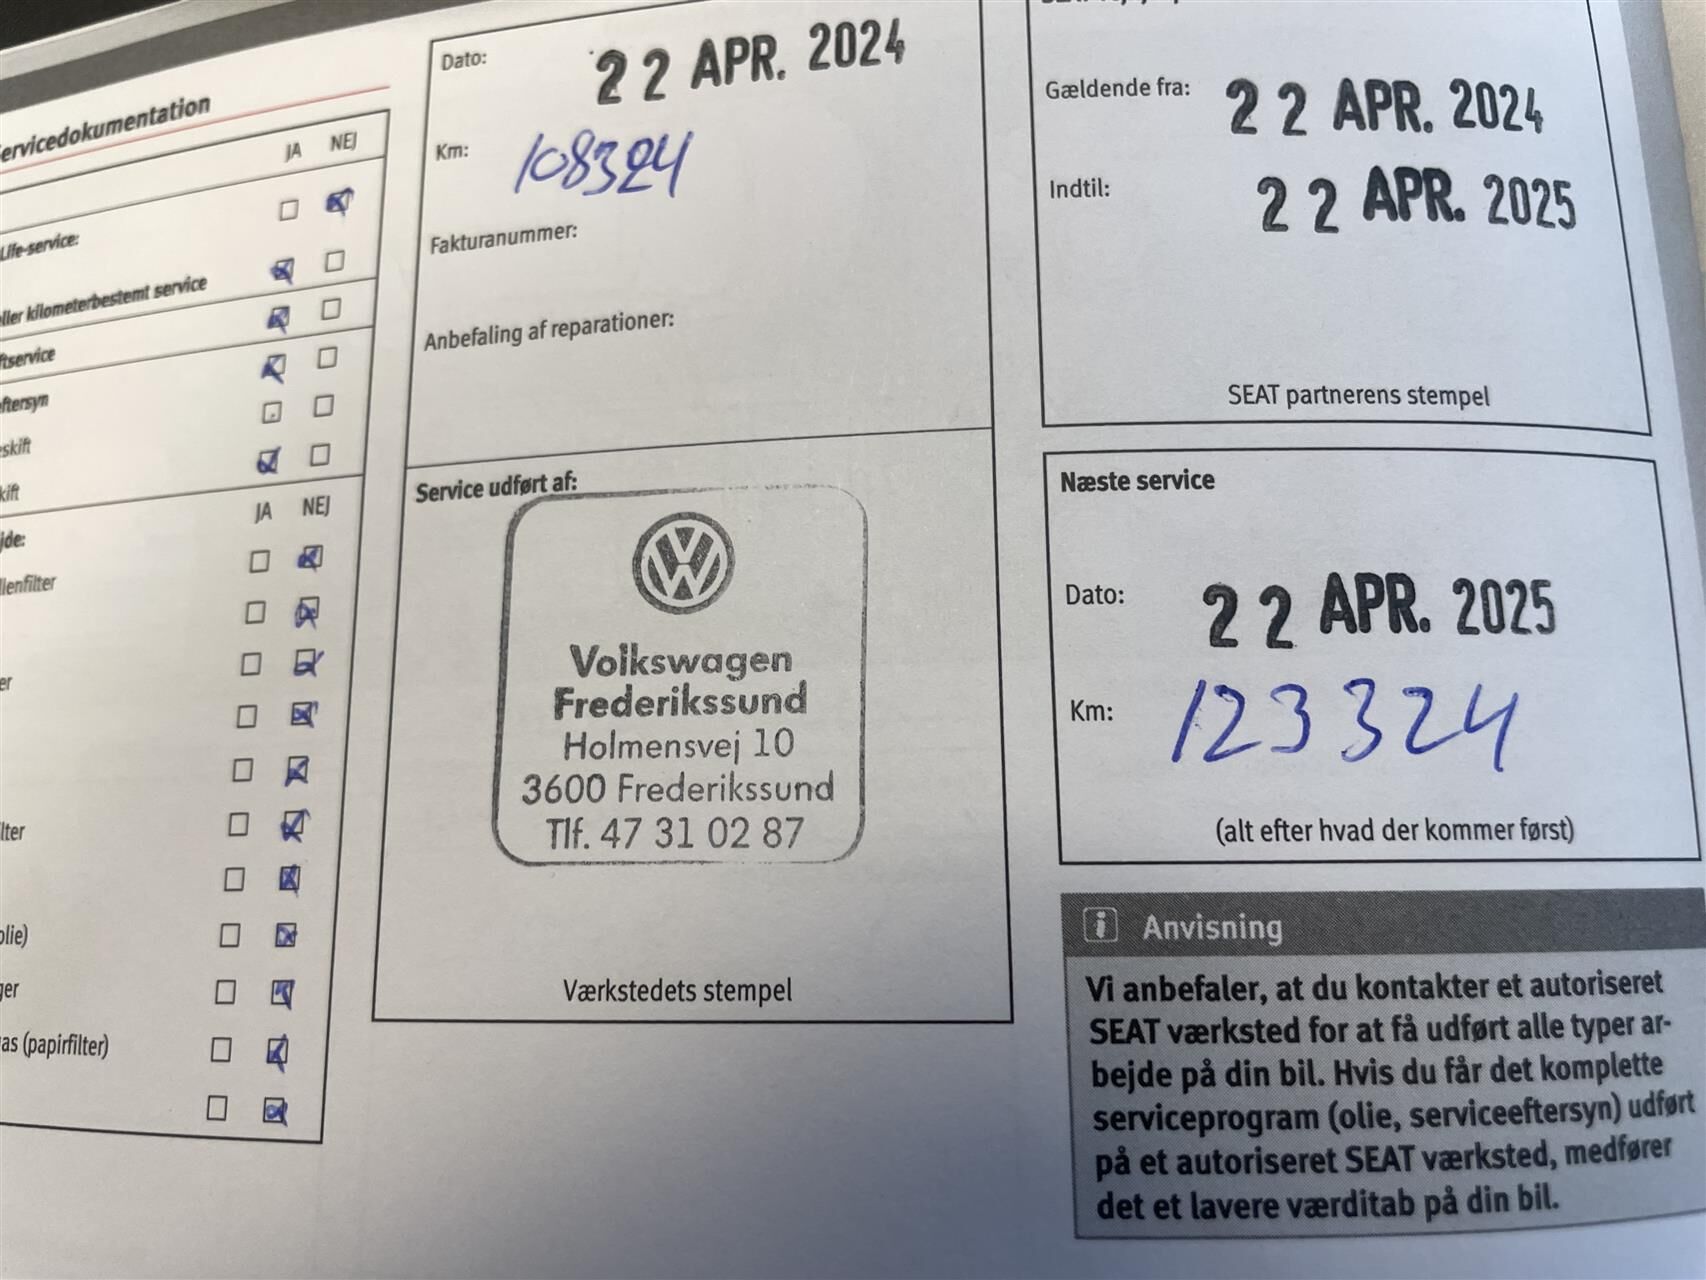 Servicedokumentation
JA NEJ
Life-service:
ller kilometerbestemt service
ftservice
ftersyn
skift
kift
JA NEJ
jde:
llenfilter
er
lter
olie)
ger
as (papirfilter)
Dato: 22 APR. 2024
Km: 108324
Fakturanummer:
Anbefaling af reparationer:
Service udført af:
Volkswagen
Frederikssund
Holmensvej 10
3600 Frederikssund
Tlf. 47 31 02 87
Værkstedets stempel
Gældende fra: 22 APR. 2024
Indtil: 22 APR. 2025
SEAT partnerens stempel
Næste service
Dato: 22 APR. 2025
Km: 123324
(alt efter hvad der kommer først)
i Anvisning
Vi anbefaler, at du kontakter et autoriseret
SEAT værksted for at få udført alle typer ar-
bejde på din bil. Hvis du får det komplette
serviceprogram (olie, serviceeftersyn) udført
på et autoriseret SEAT værksted, medfører
det et lavere værditab på din bil.